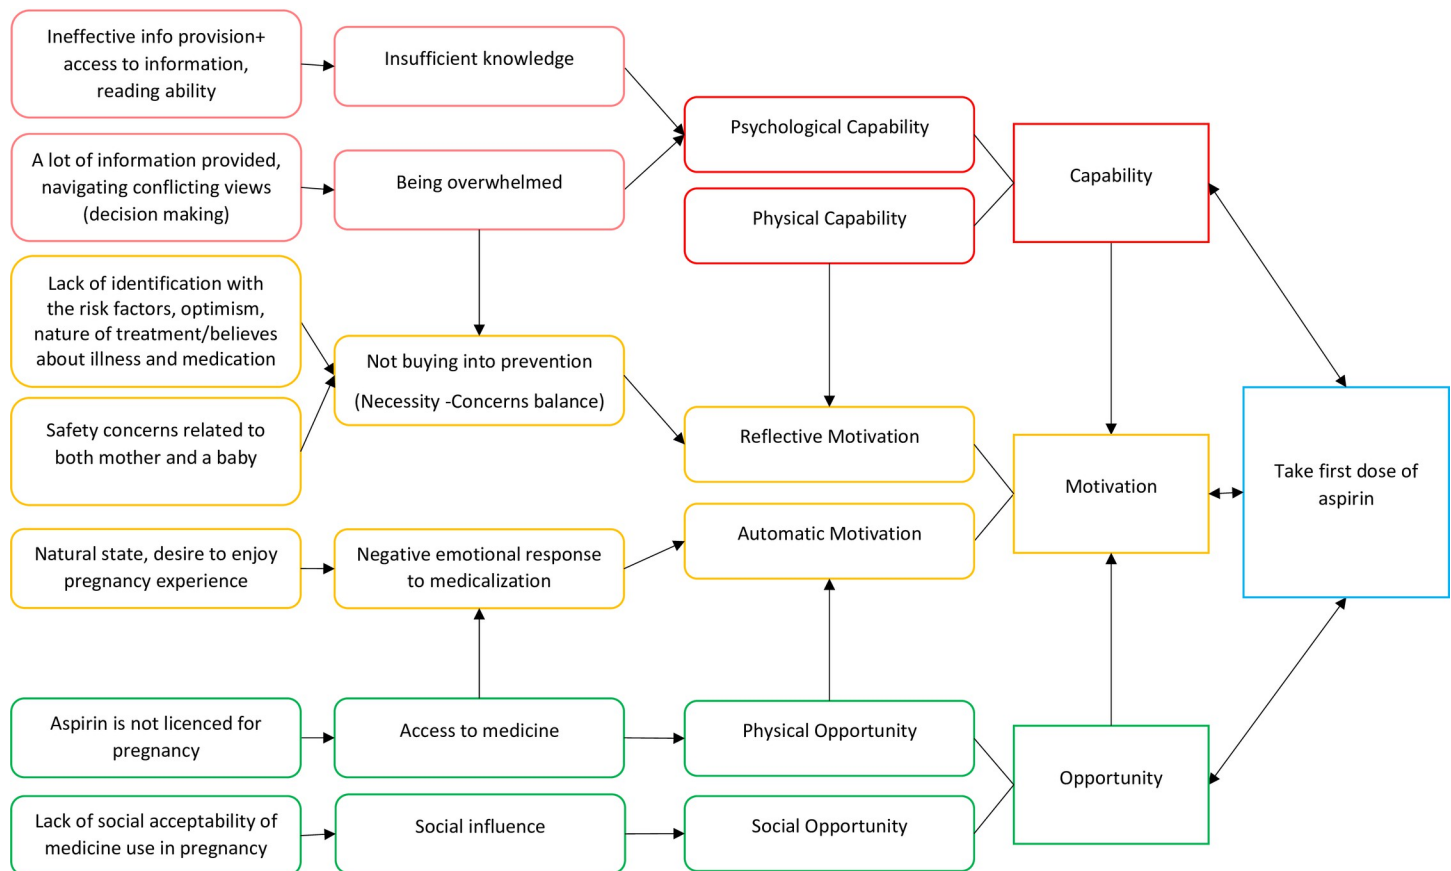 Ineffective info provision+
access to information,
reading ability
Insufficient knowledge
A lot of information provided,
navigating conflicting views
(decision making)
Being overwhelmed
Psychological Capability
Physical Capability
Capability
Lack of identification with
the risk factors, optimism,
nature of treatment/believes
about illness and medication
Safety concerns related to
both mother and a baby
Not buying into prevention
(Necessity -Concerns balance)
Reflective Motivation
Automatic Motivation
Motivation
Take first dose of
aspirin
Natural state, desire to enjoy
pregnancy experience
Negative emotional response
to medicalization
Aspirin is not licenced for
pregnancy
Access to medicine
Physical Opportunity
Opportunity
Lack of social acceptability of
medicine use in pregnancy
Social influence
Social Opportunity